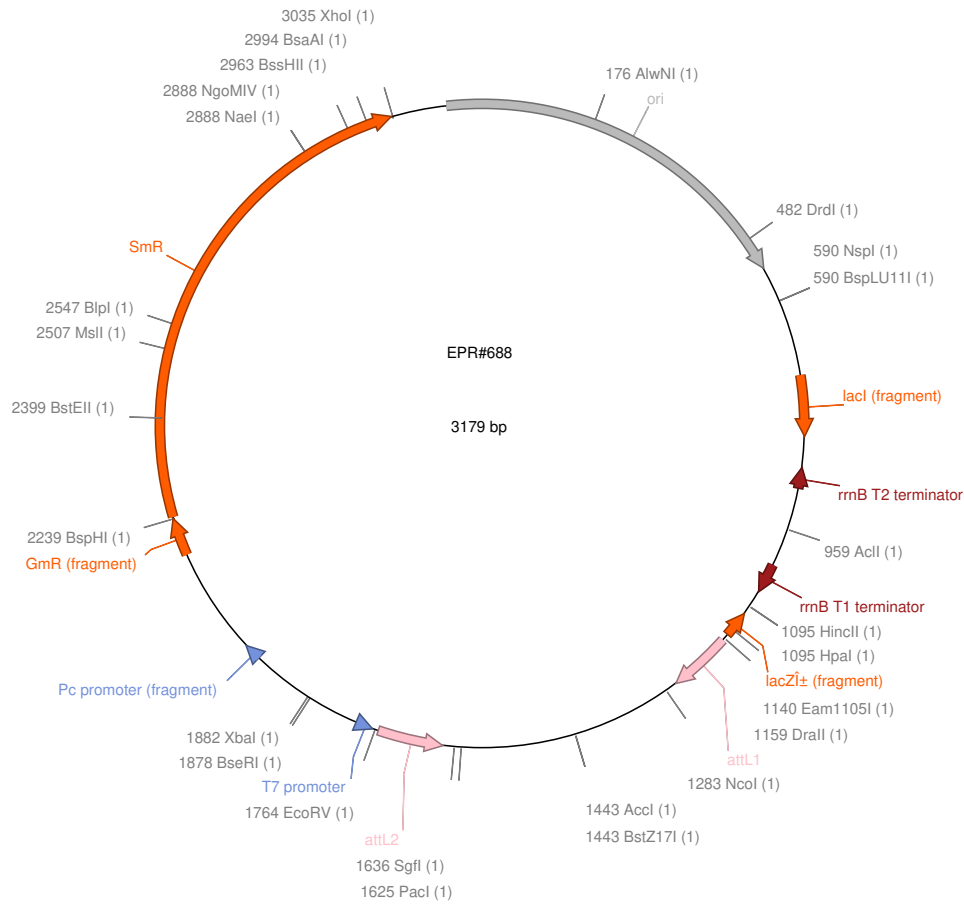 3035 XhoI (1)
2994 BsaAI (1)
2963 BssHII (1)
2888 NgoMIV (1)
2888 NaeI (1)
176 AlwNI (1)
ori
482 DrdI (1)
590 NspI (1)
590 BspLU11I (1)
SmR
2547 BlpI (1)
2507 MslI (1)
2399 BstEII (1)
EPR#688
3179 bp
lacI (fragment)
rrnB T2 terminator
959 AclI (1)
rrnB T1 terminator
1095 HincII (1)
1095 HpaI (1)
lacZÎ± (fragment)
1140 Eam1105I (1)
1159 DraII (1)
attL1
1283 NcoI (1)
1443 AccI (1)
1443 BstZ17I (1)
2239 BspHI (1)
GmR (fragment)
Pc promoter (fragment)
1882 XbaI (1)
1878 BseRI (1)
T7 promoter
1764 EcoRV (1)
attL2
1636 SgfI (1)
1625 PacI (1)